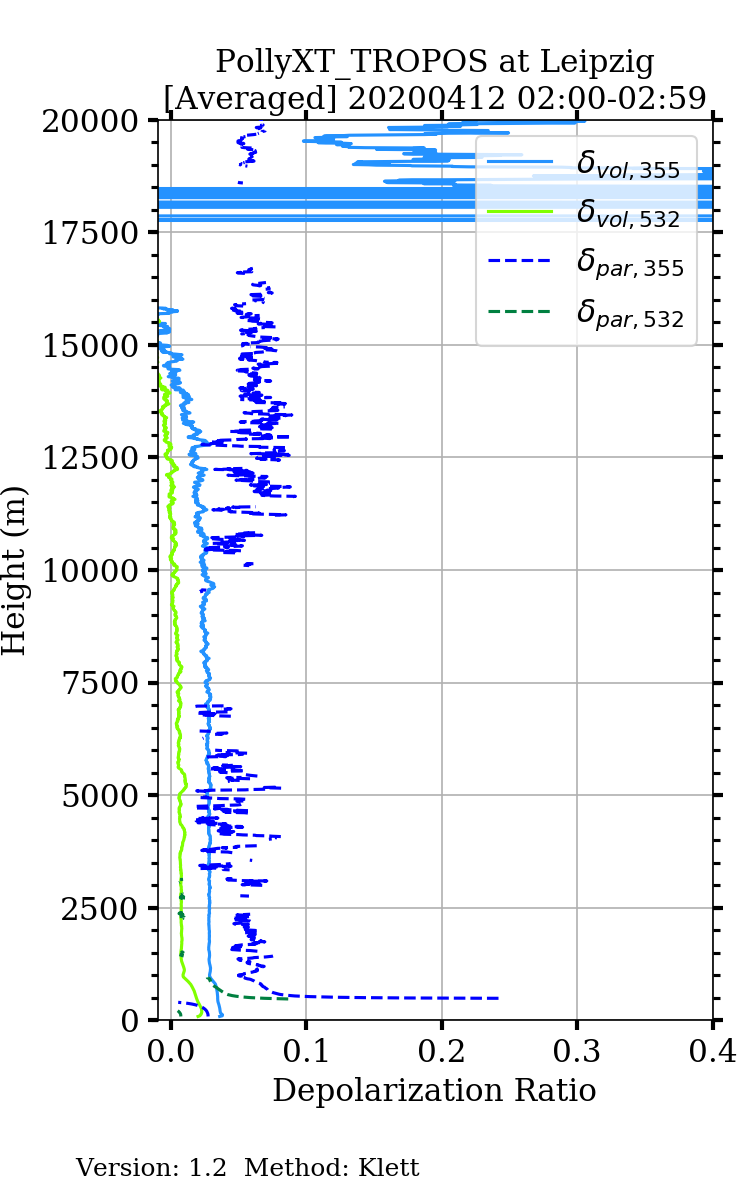 PollyXT_TROPOS at Leipzig
[Averaged] 20200412 02:00-02:59
20000
17500
15000
12500
10000
7500
5000
2500
0
Height (m)
δvol, 355
δvol, 532
δpar, 355
δpar, 532
0.0 0.1 0.2 0.3 0.4
Depolarization Ratio
Version: 1.2 Method: Klett